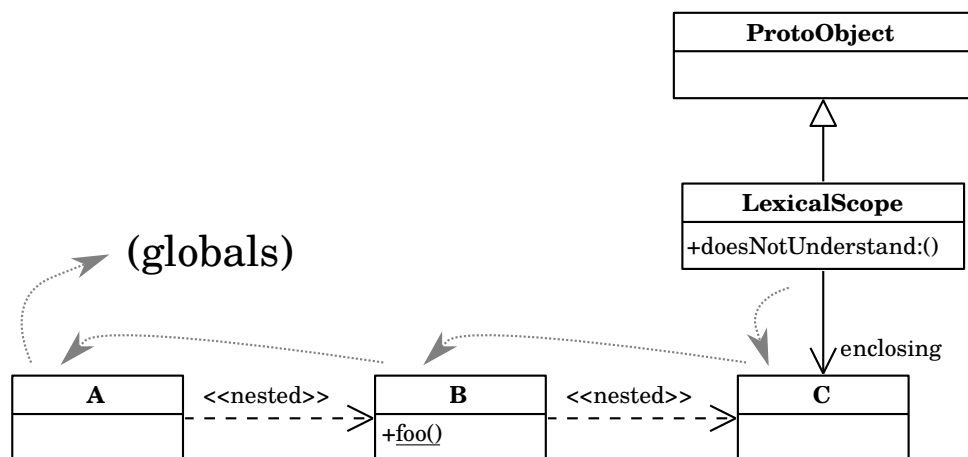 ProtoObject
LexicalScope
+doesNotUnderstand:()
(globals)
enclosing
A
<<nested>>
B
<<nested>>
C
+foo()